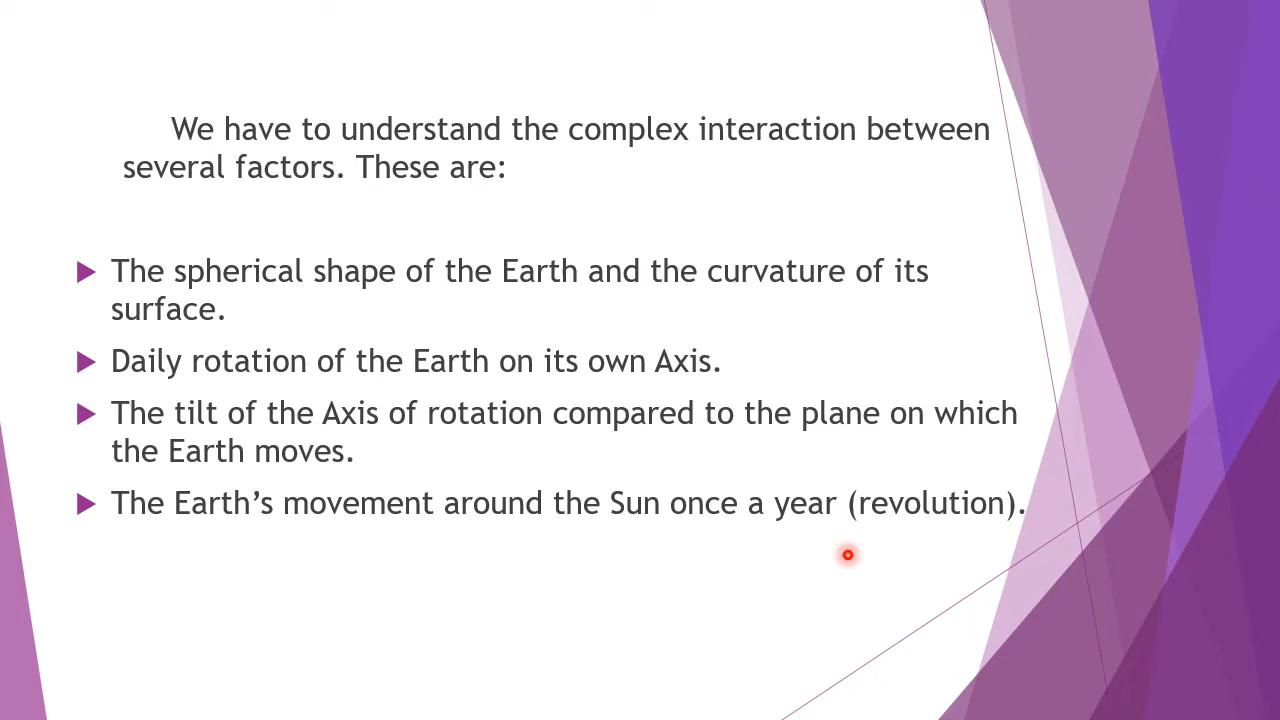 We have to understand the complex interaction between
several factors. These are:
The spherical shape of the Earth and the curvature of its
surface.
Daily rotation of the Earth on its own Axis.
The tilt of the Axis of rotation compared to the plane on which
the Earth moves.
The Earth’s movement around the Sun once a year (revolution).